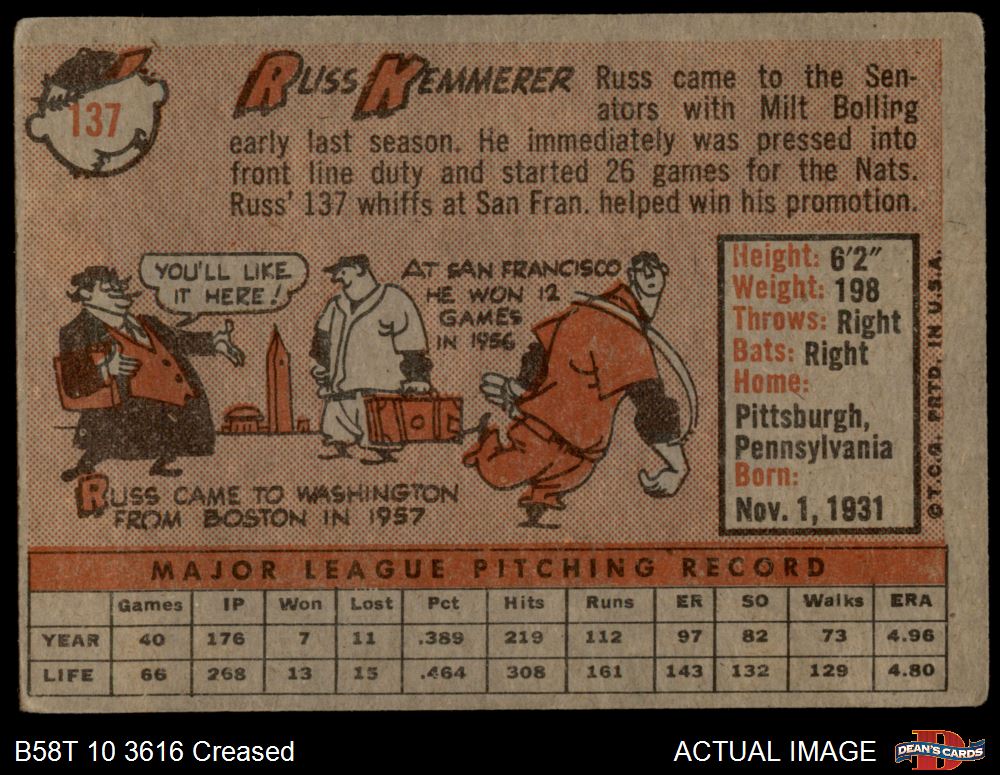 137
RUSS KEMMERER Russ came to the Sen-
ators with Milt Bolling
early last season. He immediately was pressed into
front line duty and started 26 games for the Nats.
Russ' 137 whiffs at San Fran. helped win his promotion.
YOU'LL LIKE
IT HERE!
AT SAN FRANCISCO
HE WON 12
GAMES
IN 1956
RUSS CAME TO WASHINGTON
FROM BOSTON IN 1957
Height: 6'2"
Weight: 198
Throws: Right
Bats: Right
Home:
Pittsburgh,
Pennsylvania
Born:
Nov. 1, 1931
© T.C.G. PRTD. IN U.S.A.
MAJOR LEAGUE PITCHING RECORD
Games IP Won Lost Pct Hits Runs ER SO Walks ERA
YEAR 40 176 7 11 .389 219 112 97 82 73 4.96
LIFE 66 268 13 15 .464 308 161 143 132 129 4.80
B58T 10 3616 Creased
ACTUAL IMAGE
D
DEAN'S CARDS